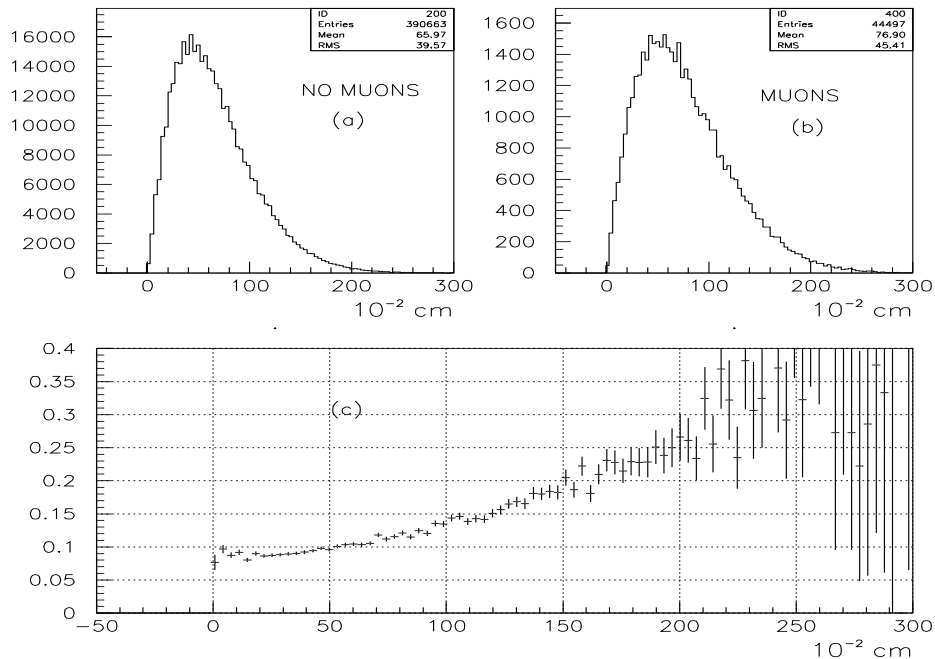 ID 200
Entries 390663
Mean 65.97
RMS 39.57
16000
14000
12000
10000
8000
6000
4000
2000
0
NO MUONS
(a)
0 100 200 300
10⁻² cm
ID 400
Entries 44497
Mean 76.90
RMS 45.41
1600
1400
1200
1000
800
600
400
200
0
MUONS
(b)
0 100 200 300
10⁻² cm
0.4
0.35
0.3
0.25
0.2
0.15
0.1
0.05
0
(c)
−50 0 50 100 150 200 250 300
10⁻² cm